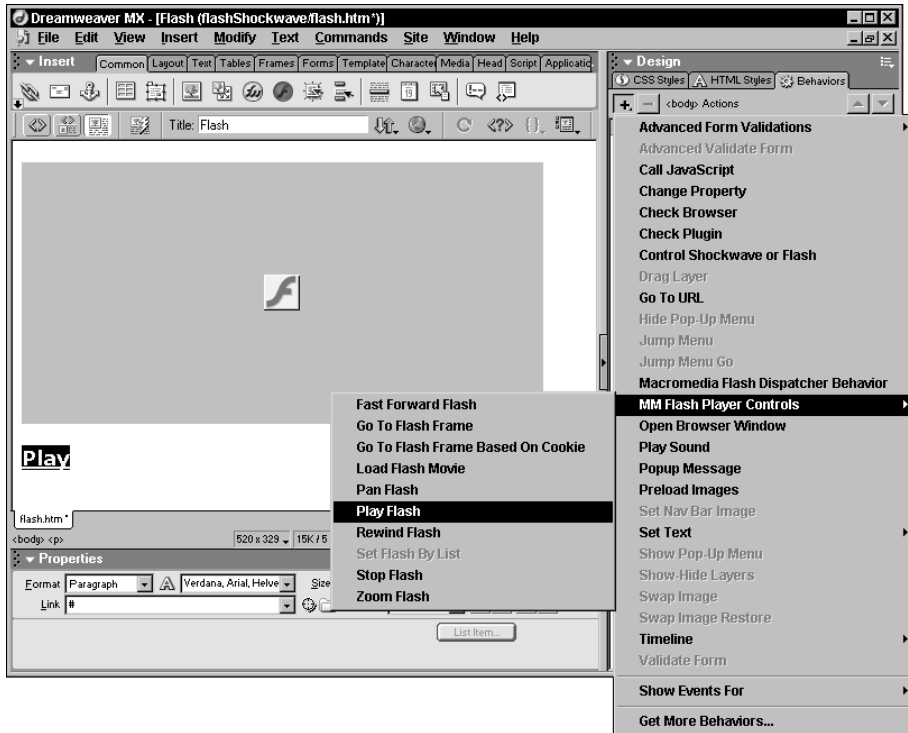 Dreamweaver MX - [Flash (flashShockwave/flash.htm*)]
File Edit View Insert Modify Text Commands Site Window Help
Insert Common Layout Text Tables Frames Forms Template Character Media Head Script Applicatio
Title: Flash
Play
flash.htm*
<body> <p>
520 x 329 15K / 5
Properties
Format Paragraph Verdana, Arial, Helve Size
Link #
List Item...
Fast Forward Flash
Go To Flash Frame
Go To Flash Frame Based On Cookie
Load Flash Movie
Pan Flash
Play Flash
Rewind Flash
Set Flash By List
Stop Flash
Zoom Flash
Design
CSS Styles HTML Styles Behaviors
<body> Actions
Advanced Form Validations
Advanced Validate Form
Call JavaScript
Change Property
Check Browser
Check Plugin
Control Shockwave or Flash
Drag Layer
Go To URL
Hide Pop-Up Menu
Jump Menu
Jump Menu Go
Macromedia Flash Dispatcher Behavior
MM Flash Player Controls
Open Browser Window
Play Sound
Popup Message
Preload Images
Set Nav Bar Image
Set Text
Show Pop-Up Menu
Show-Hide Layers
Swap Image
Swap Image Restore
Timeline
Validate Form
Show Events For
Get More Behaviors...